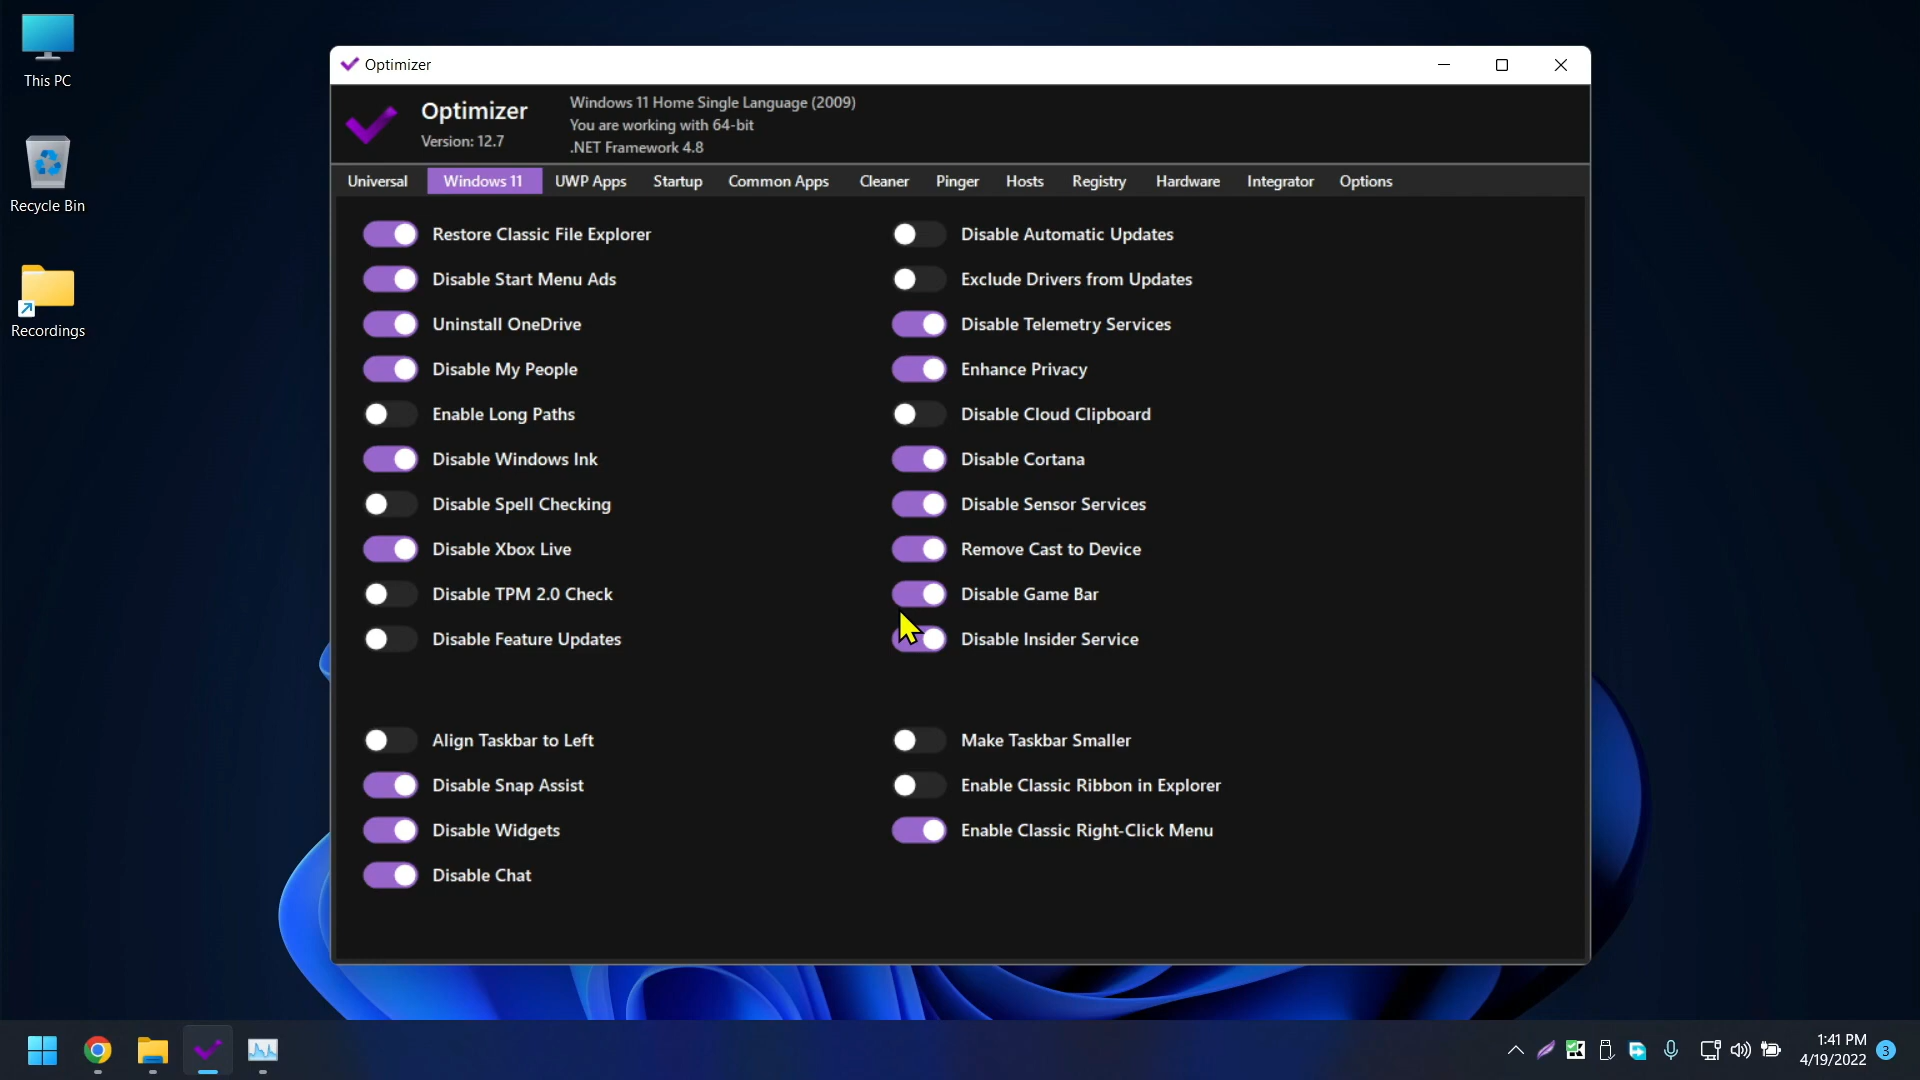 This PC
Recycle Bin
Recordings
Optimizer
Optimizer
Version: 12.7
Windows 11 Home Single Language (2009)
You are working with 64-bit
.NET Framework 4.8
Universal Windows 11 UWP Apps Startup Common Apps Cleaner Pinger Hosts Registry Hardware Integrator Options
Restore Classic File Explorer
Disable Start Menu Ads
Uninstall OneDrive
Disable My People
Enable Long Paths
Disable Windows Ink
Disable Spell Checking
Disable Xbox Live
Disable TPM 2.0 Check
Disable Feature Updates
Disable Automatic Updates
Exclude Drivers from Updates
Disable Telemetry Services
Enhance Privacy
Disable Cloud Clipboard
Disable Cortana
Disable Sensor Services
Remove Cast to Device
Disable Game Bar
Disable Insider Service
Align Taskbar to Left
Disable Snap Assist
Disable Widgets
Disable Chat
Make Taskbar Smaller
Enable Classic Ribbon in Explorer
Enable Classic Right-Click Menu
1:41 PM
4/19/2022
3